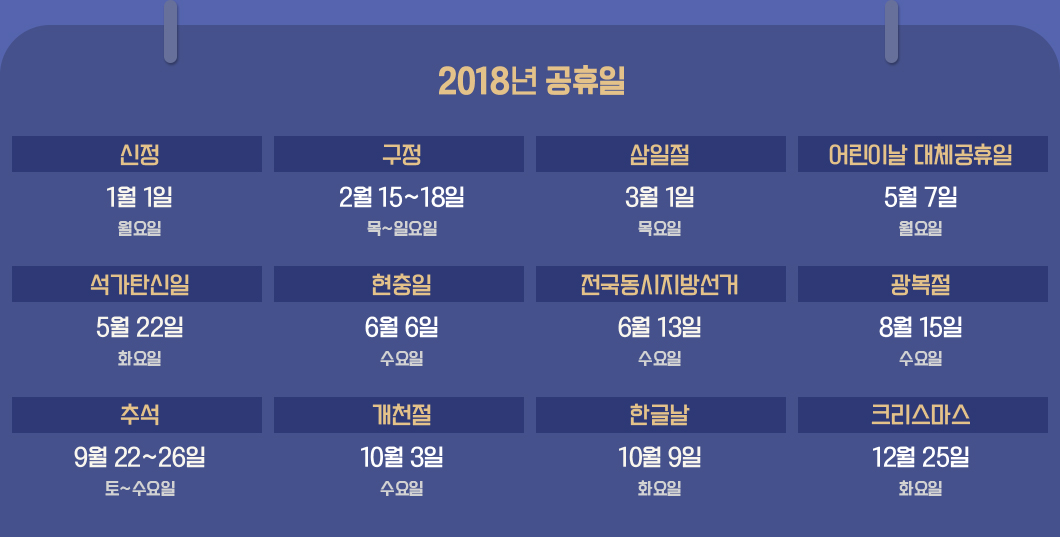 2018년 공휴일
신정
1월 1일
월요일
구정
2월 15~18일
목~일요일
삼일절
3월 1일
목요일
어린이날 대체공휴일
5월 7일
월요일
석가탄신일
5월 22일
화요일
현충일
6월 6일
수요일
전국동시지방선거
6월 13일
수요일
광복절
8월 15일
수요일
추석
9월 22~26일
토~수요일
개천절
10월 3일
수요일
한글날
10월 9일
화요일
크리스마스
12월 25일
화요일